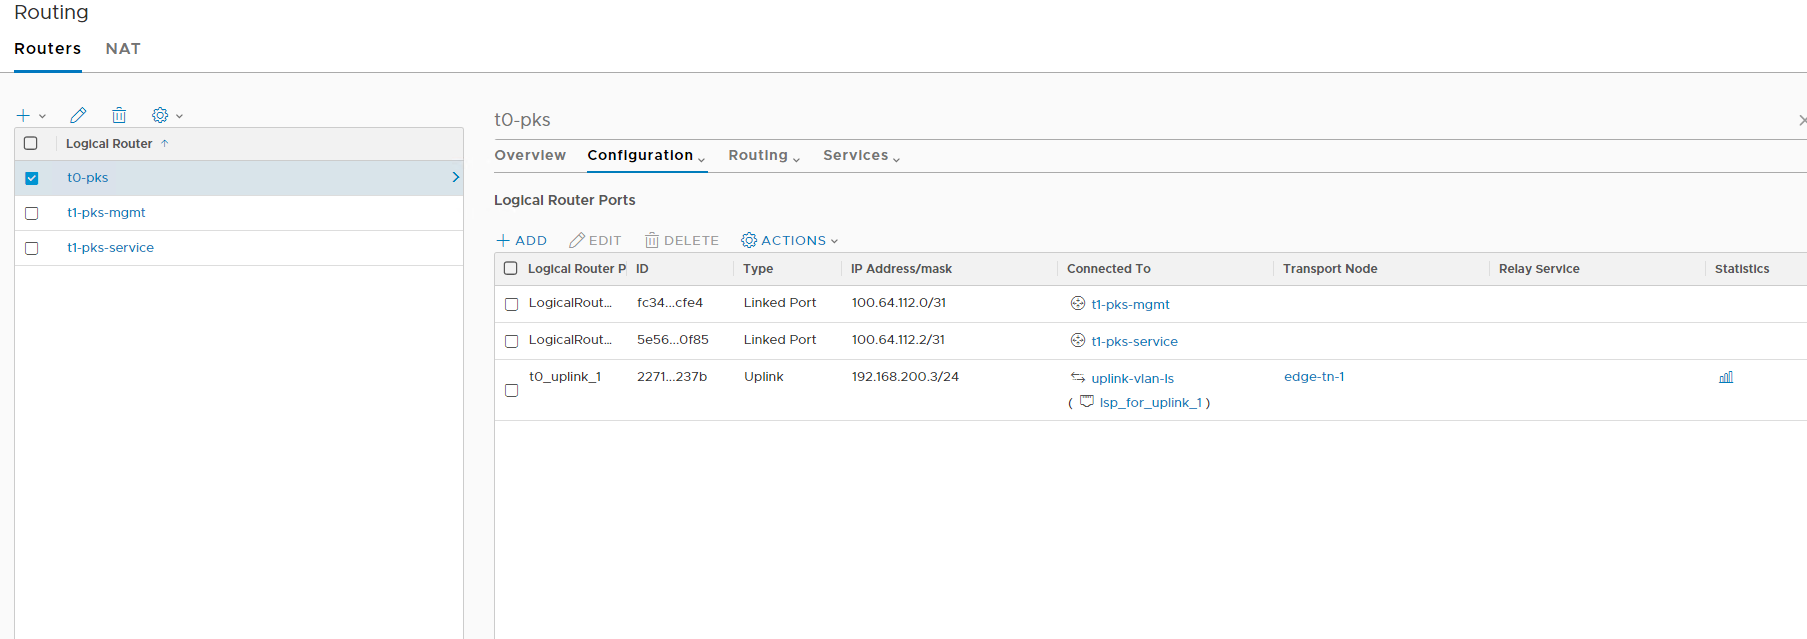 Routing
Routers NAT
Logical Router
t0-pks
t1-pks-mgmt
t1-pks-service
t0-pks
Overview Configuration Routing Services
Logical Router Ports
ADD EDIT DELETE ACTIONS
Logical Router P ID Type IP Address/mask Connected To Transport Node Relay Service Statistics
LogicalRout... fc34...cfe4 Linked Port 100.64.112.0/31 t1-pks-mgmt
LogicalRout... 5e56...0f85 Linked Port 100.64.112.2/31 t1-pks-service
t0_uplink_1 2271...237b Uplink 192.168.200.3/24 uplink-vlan-ls edge-tn-1
( lsp_for_uplink_1 )